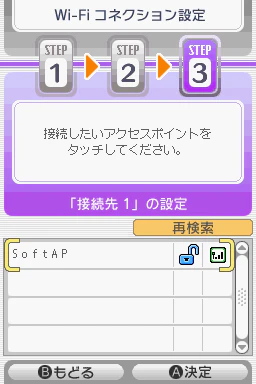 Wi-Fi コネクション設定
STEP 1
STEP 2
STEP 3
接続したいアクセスポイントを
タッチしてください。
「接続先1」の設定
再検索
SoftAP
Ⓑもどる
Ⓐ決定